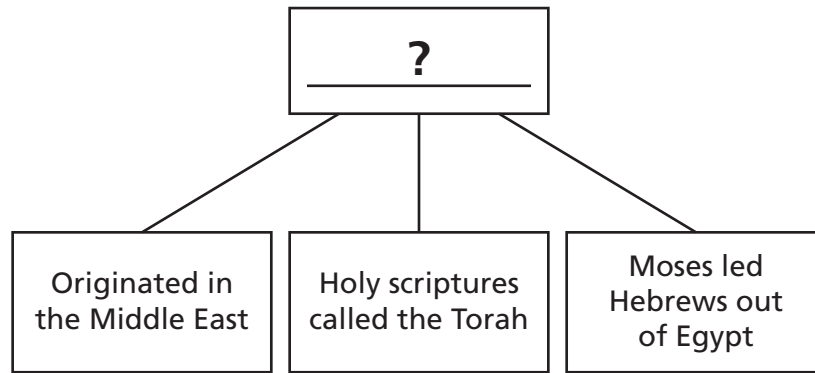 ?
Originated in
the Middle East
Holy scriptures
called the Torah
Moses led
Hebrews out
of Egypt